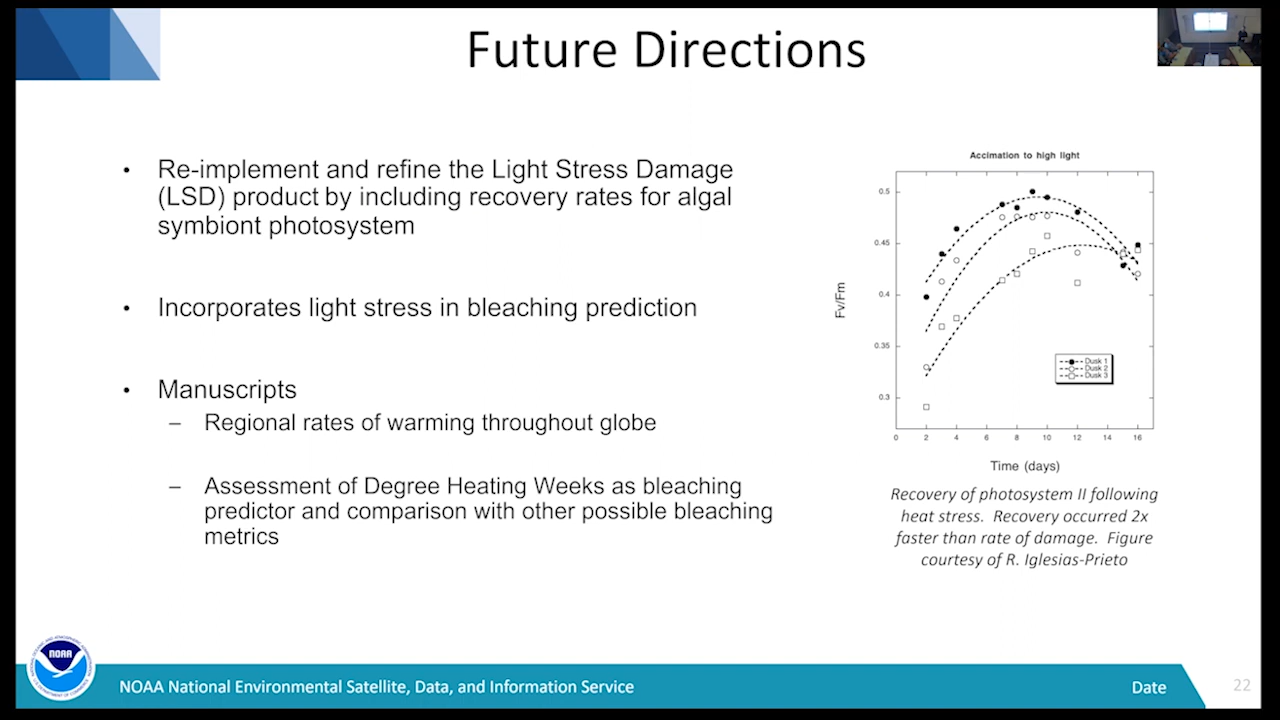 Future Directions
• Re-implement and refine the Light Stress Damage
(LSD) product by including recovery rates for algal
symbiont photosystem
• Incorporates light stress in bleaching prediction
• Manuscripts
– Regional rates of warming throughout globe
– Assessment of Degree Heating Weeks as bleaching
predictor and comparison with other possible bleaching
metrics
Accimation to high light
Fv/Fm
0.5
0.45
0.4
0.35
0.3
Dusk 1
Dusk 2
Dusk 3
0 2 4 6 8 10 12 14 16
Time (days)
Recovery of photosystem II following
heat stress. Recovery occurred 2x
faster than rate of damage. Figure
courtesy of R. Iglesias-Prieto
NOAA
NOAA National Environmental Satellite, Data, and Information Service
Date
22